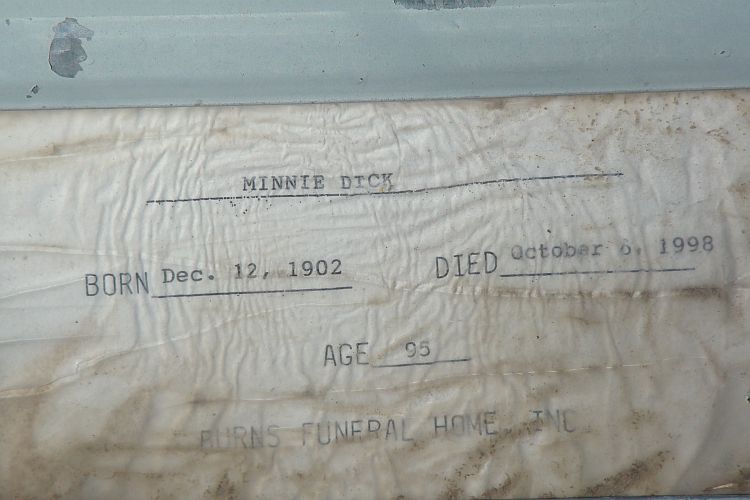 MINNIE DICK
BORN Dec. 12, 1902 DIED October 6, 1998
AGE 95
BURNS FUNERAL HOME, INC